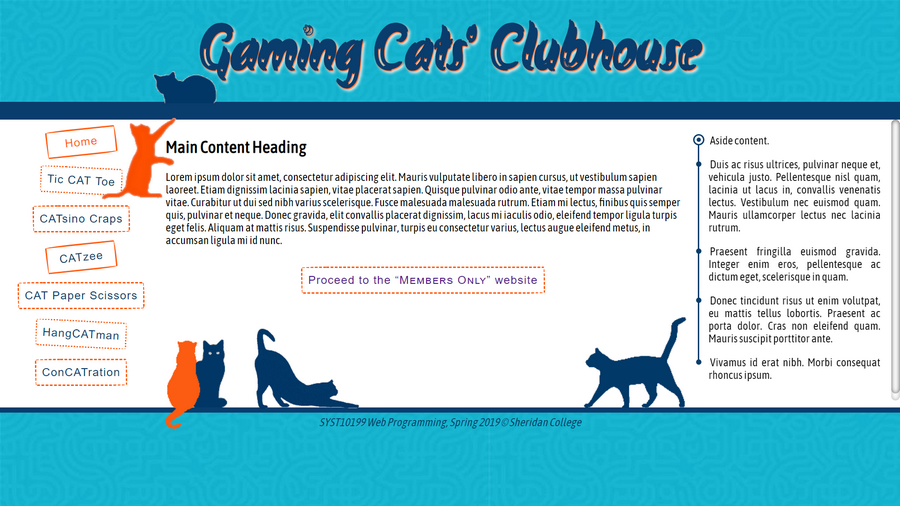 Gaming Cats' Clubhouse
Home
Tic CAT Toe
CATsino Craps
CATzee
CAT Paper Scissors
HangCATman
ConCATration
Main Content Heading
Lorem ipsum dolor sit amet, consectetur adipiscing elit. Mauris vulputate libero in sapien cursus, ut vestibulum sapien
laoreet. Etiam dignissim lacinia sapien, vitae placerat sapien. Quisque pulvinar odio ante, vitae tempor massa pulvinar
vitae. Curabitur ut dui sed nibh varius scelerisque. Fusce malesuada malesuada rutrum. Etiam mi lectus, finibus quis semper
quis, pulvinar et neque. Donec gravida, elit convallis placerat dignissim, lacus mi iaculis odio, eleifend tempor ligula turpis
eget felis. Aliquam at mattis risus. Suspendisse pulvinar, turpis eu consectetur varius, lectus augue eleifend metus, in
accumsan ligula mi id nunc.
Proceed to the “Members Only” website
Aside content.
Duis ac risus ultrices, pulvinar neque et,
vehicula justo. Pellentesque nisl quam,
lacinia ut lacus in, convallis venenatis
lectus. Vestibulum nec euismod quam.
Mauris ullamcorper lectus nec lacinia
rutrum.
Praesent fringilla euismod gravida.
Integer enim eros, pellentesque ac
dictum eget, scelerisque in quam.
Donec tincidunt risus ut enim volutpat,
eu mattis tellus lobortis. Praesent ac
porta dolor. Cras non eleifend quam.
Mauris suscipit porttitor ante.
Vivamus id erat nibh. Morbi consequat
rhoncus ipsum.
SYST10199 Web Programming, Spring 2019 © Sheridan College